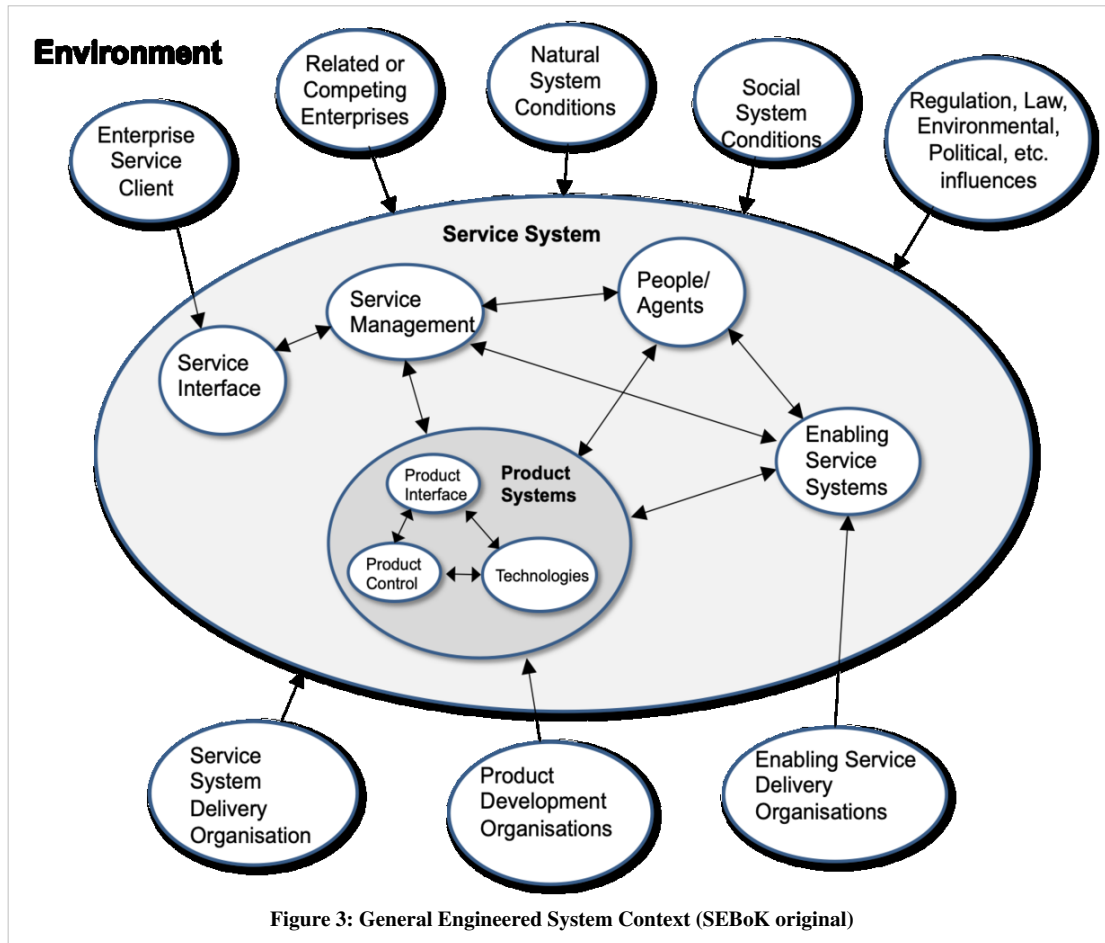 Environment
Enterprise
Service
Client
Related or
Competing
Enterprises
Natural
System
Conditions
Social
System
Conditions
Regulation, Law,
Environmental,
Political, etc.
influences
Service System
Service
Management
People/
Agents
Service
Interface
Enabling
Service
Systems
Product
Systems
Product
Interface
Product
Control
Technologies
Service
System
Delivery
Organisation
Product
Development
Organisations
Enabling Service
Delivery
Organisations
Figure 3: General Engineered System Context (SEBoK original)